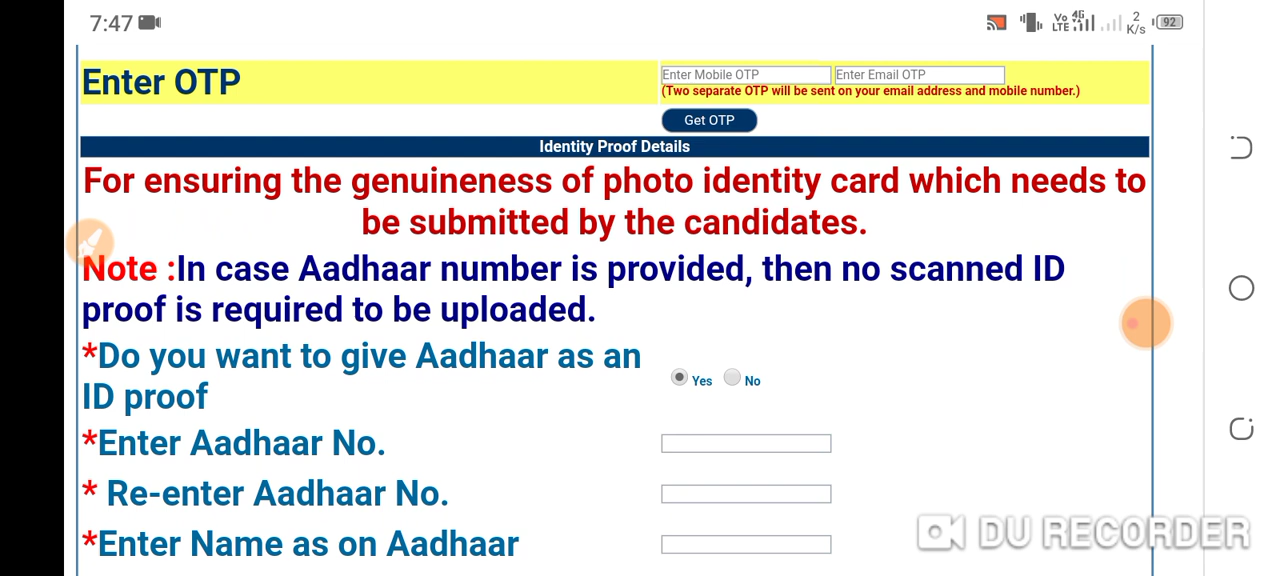 7:47 Vo LTE 4G 2 K/s 92
Enter OTP Enter Mobile OTP Enter Email OTP
(Two separate OTP will be sent on your email address and mobile number.)
Get OTP
Identity Proof Details
For ensuring the genuineness of photo identity card which needs to
be submitted by the candidates.
Note :In case Aadhaar number is provided, then no scanned ID
proof is required to be uploaded.
*Do you want to give Aadhaar as an
ID proof Yes No
*Enter Aadhaar No.
* Re-enter Aadhaar No.
*Enter Name as on Aadhaar
DU RECORDER